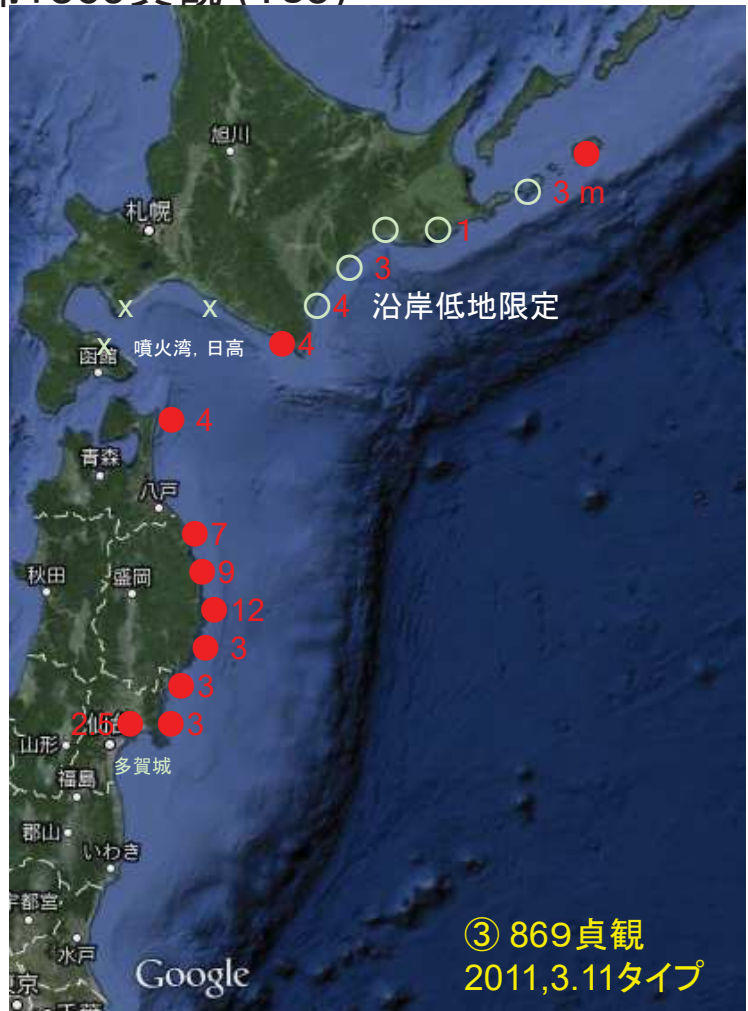 旭川
3 m
札幌
1
3
4 沿岸低地限定
x x
x 噴火湾, 日高
4
函館
4
青森
八戸
7
秋田
盛岡
9
12
3
3
2.5 仙台 3
山形
多賀城
福島
郡山
いわき
宇都宮
水戸
Google
③ 869貞観
2011,3.11タイプ